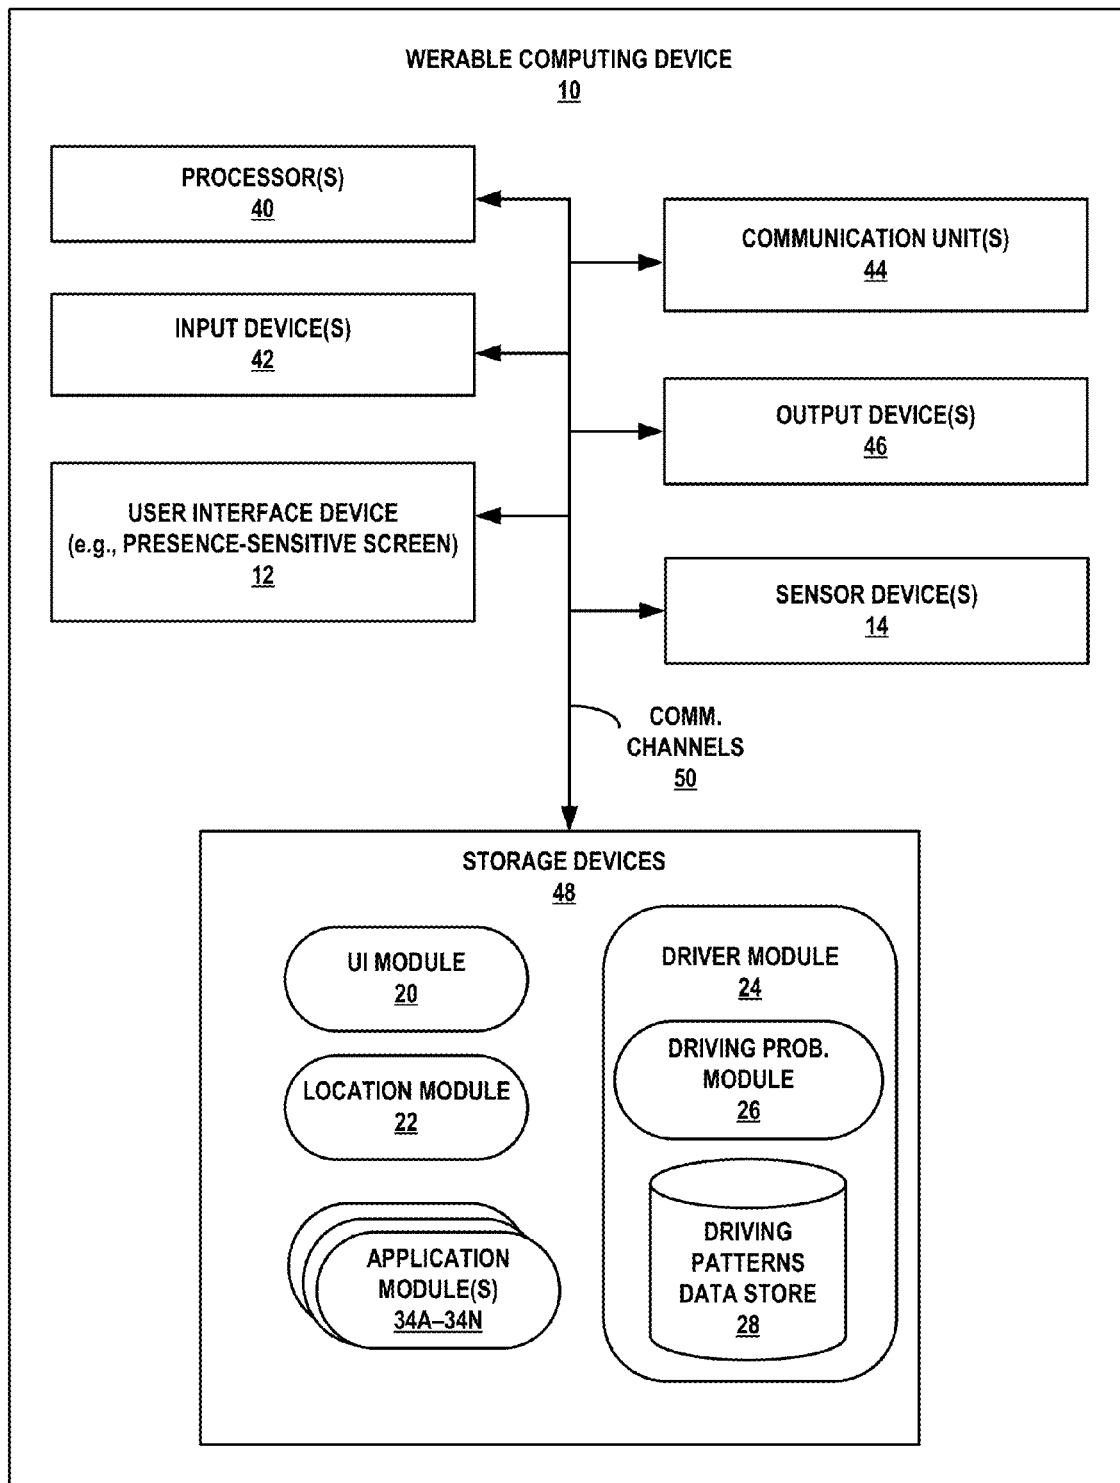 WERABLE COMPUTING DEVICE
10
PROCESSOR(S)
40
COMMUNICATION UNIT(S)
44
INPUT DEVICE(S)
42
OUTPUT DEVICE(S)
46
USER INTERFACE DEVICE
(e.g., PRESENCE-SENSITIVE SCREEN)
12
SENSOR DEVICE(S)
14
COMM.
CHANNELS
50
STORAGE DEVICES
48
UI MODULE
20
LOCATION MODULE
22
APPLICATION
MODULE(S)
34A–34N
DRIVER MODULE
24
DRIVING PROB.
MODULE
26
DRIVING
PATTERNS
DATA STORE
28